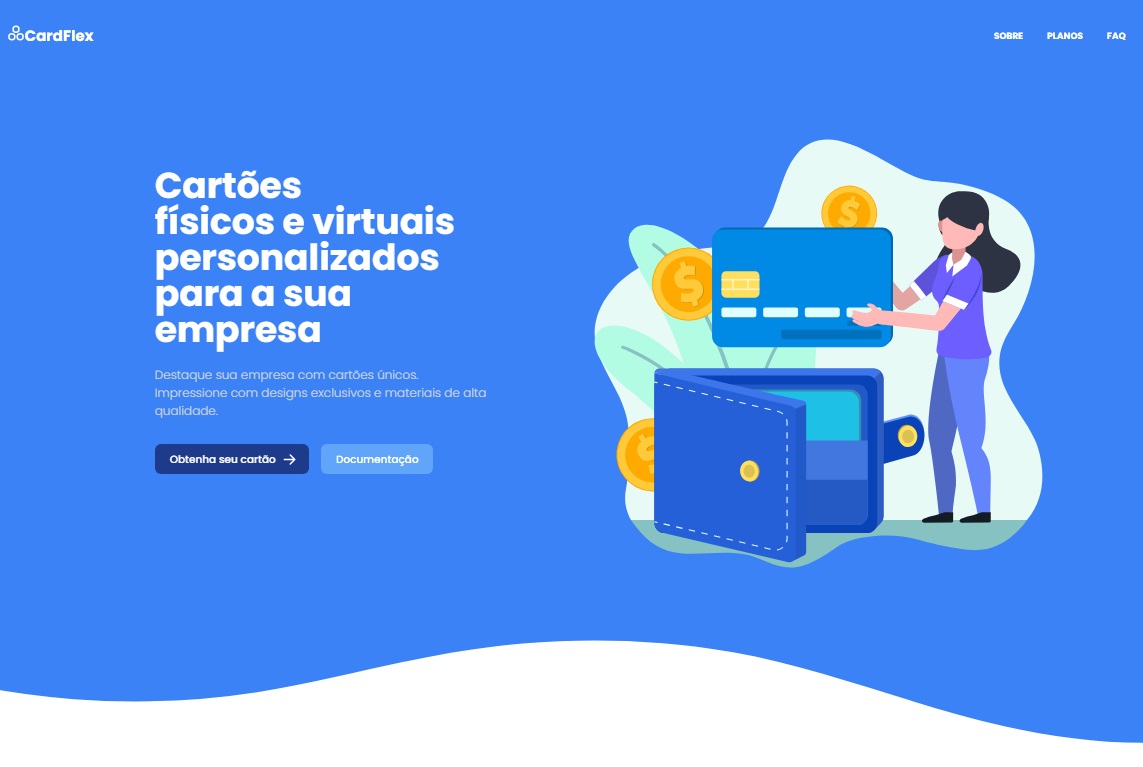 CardFlex
SOBRE PLANOS FAQ
Cartões
físicos e virtuais
personalizados
para a sua
empresa
Destaque sua empresa com cartões únicos.
Impressione com designs exclusivos e materiais de alta
qualidade.
Obtenha seu cartão Documentação